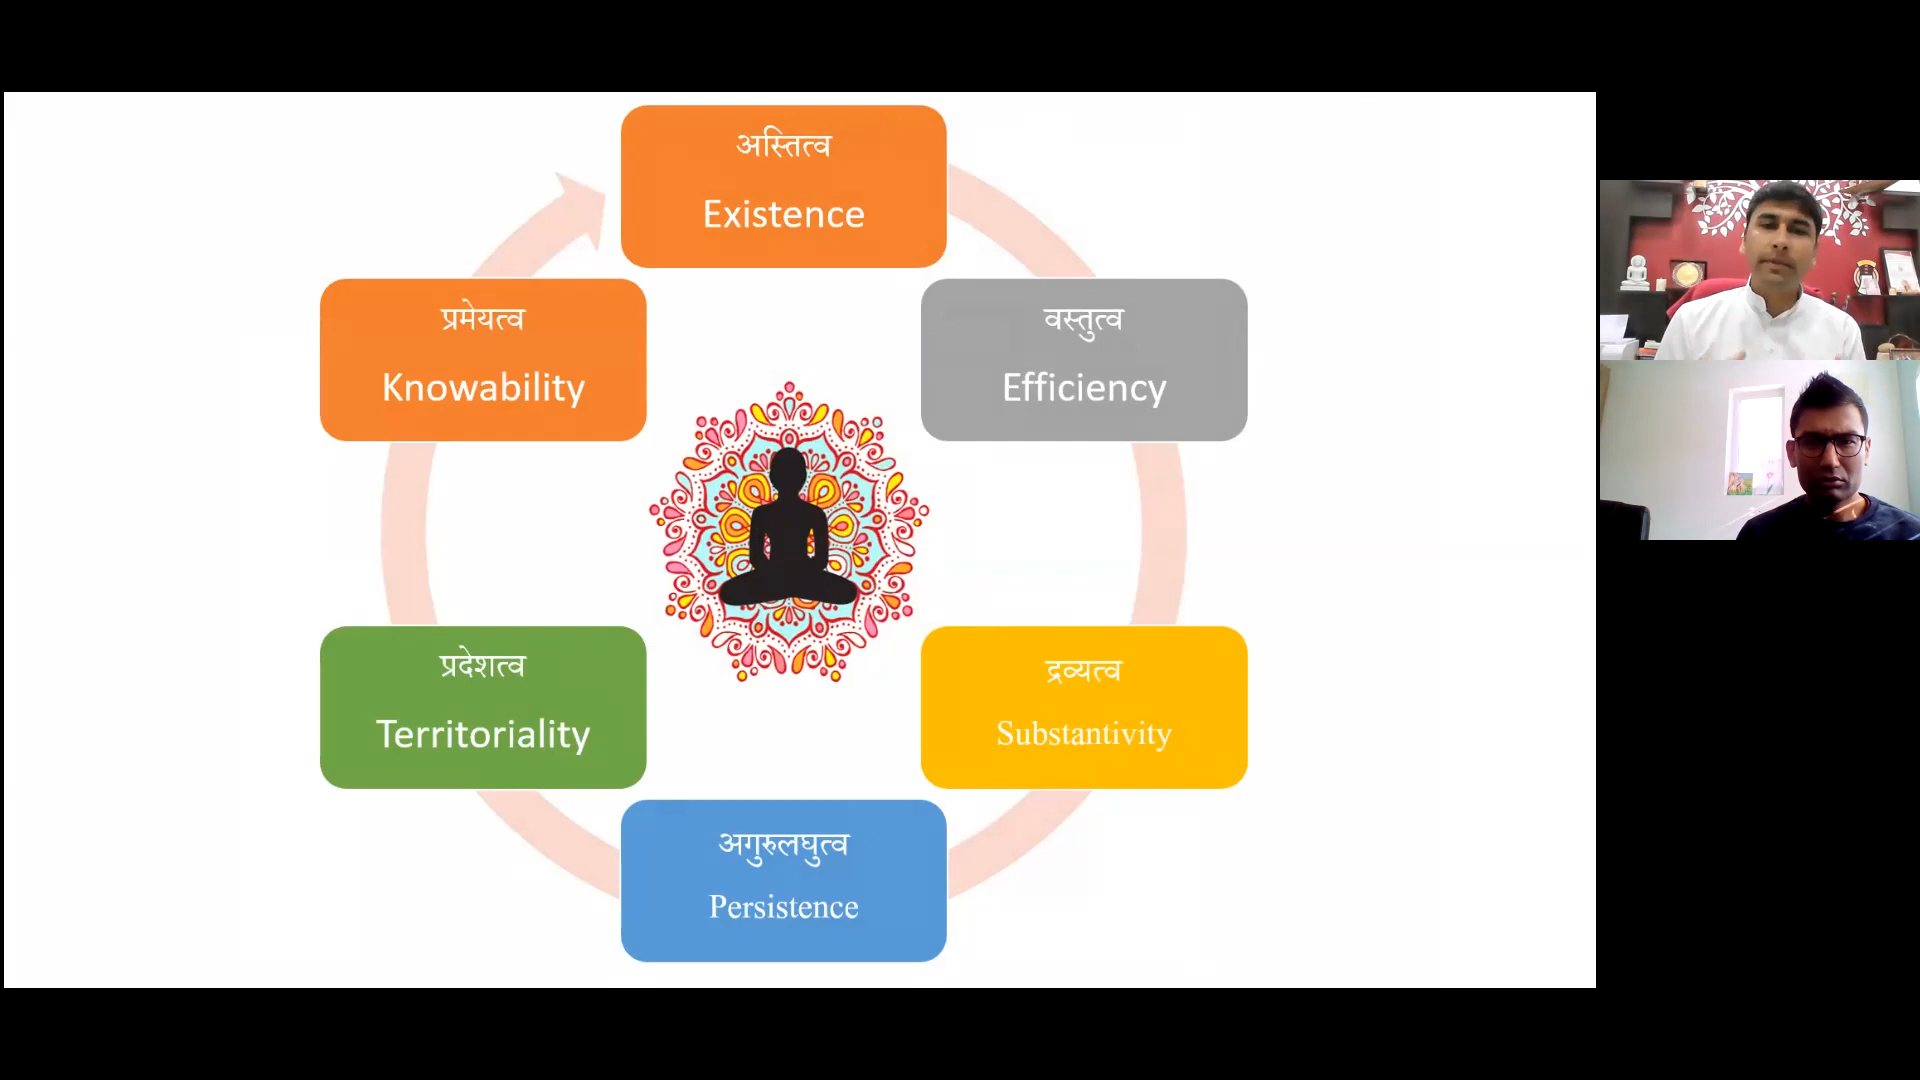 अस्तित्व
Existence
वस्तुत्व
Efficiency
द्रव्यत्व
Substantivity
अगुरुलघुत्व
Persistence
प्रदेशत्व
Territoriality
प्रमेयत्व
Knowability